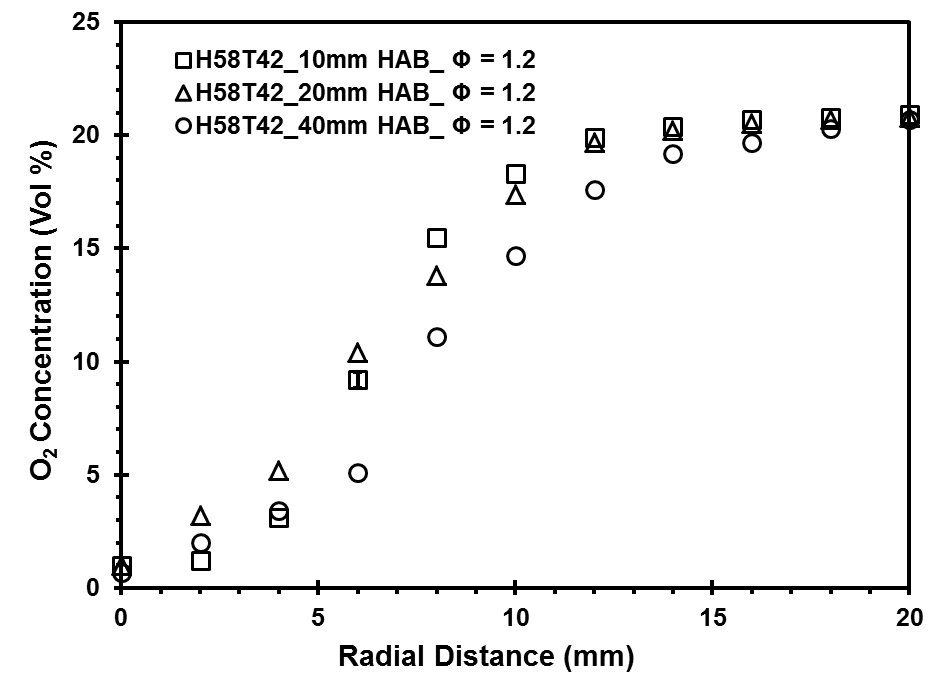 25
H58T42_10mm HAB_ Φ = 1.2
H58T42_20mm HAB_ Φ = 1.2
H58T42_40mm HAB_ Φ = 1.2
20
15
10
5
0
O₂ Concentration (Vol %)
0 5 10 15 20
Radial Distance (mm)